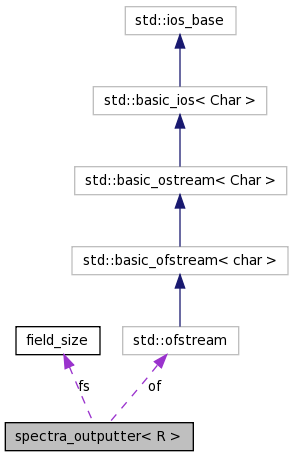 std::ios_base
std::basic_ios< Char >
std::basic_ostream< Char >
std::basic_ofstream< char >
field_size
std::ofstream
fs
of
spectra_outputter< R >